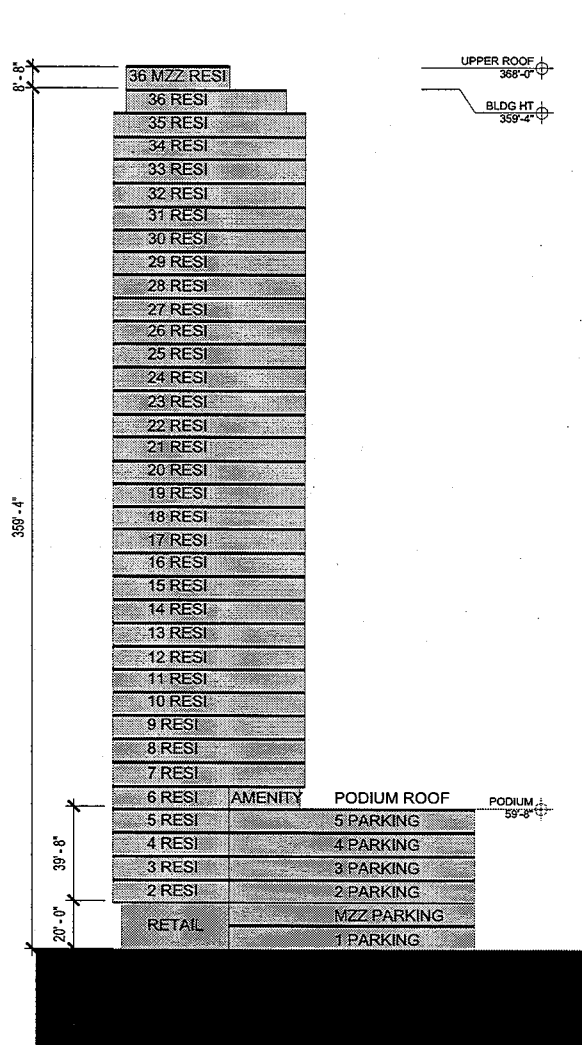 UPPER ROOF
368'-0"
8'- 8"
36 MZZ RESI
36 RESI
BLDG HT
359'-4"
35 RESI
34 RESI
33 RESI
32 RESI
31 RESI
30 RESI
29 RESI
28 RESI
27 RESI
26 RESI
25 RESI
24 RESI
23 RESI
22 RESI
21 RESI
20 RESI
359' - 4"
19 RESI
18 RESI
17 RESI
16 RESI
15 RESI
14 RESI
13 RESI
12 RESI
11 RESI
10 RESI
9 RESI
8 RESI
7 RESI
6 RESI AMENITY PODIUM ROOF
PODIUM
59'-8"
5 RESI 5 PARKING
4 RESI 4 PARKING
39' - 8"
3 RESI 3 PARKING
2 RESI 2 PARKING
MZZ PARKING
20' - 0"
RETAIL
1 PARKING